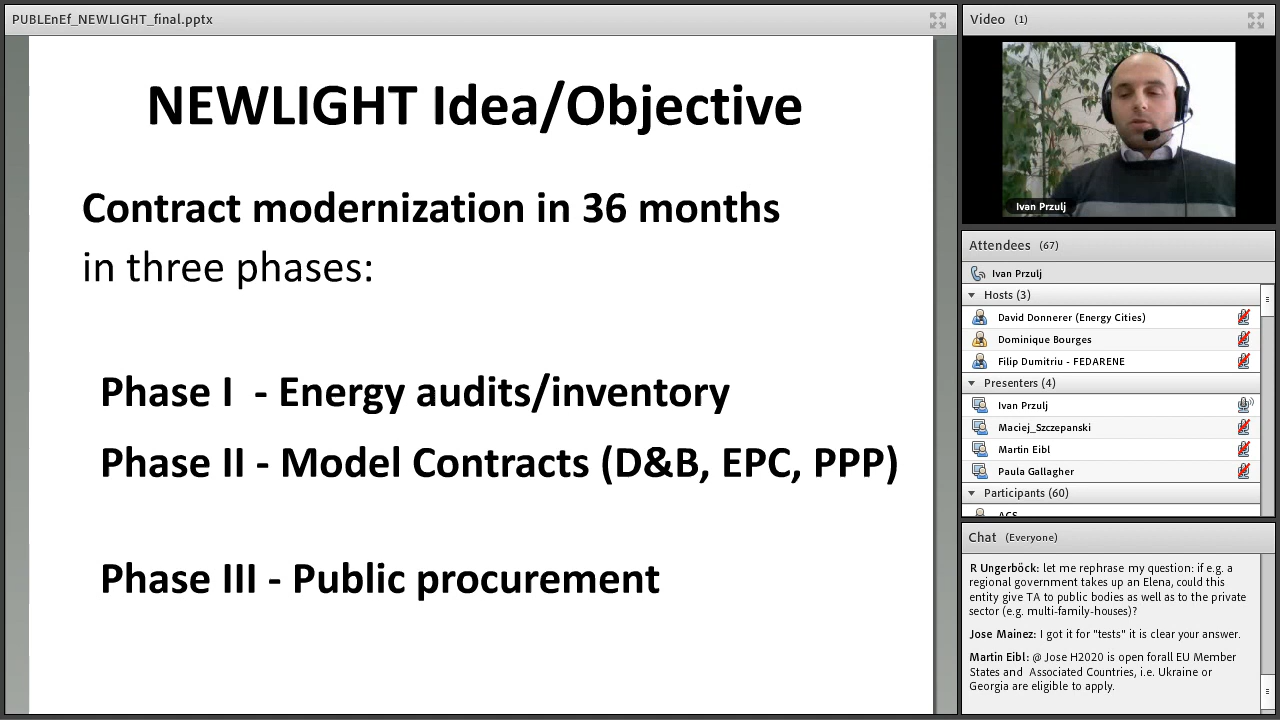 PUBLEnEf_NEWLIGHT_final.pptx
NEWLIGHT Idea/Objective
Contract modernization in 36 months
in three phases:
Phase I - Energy audits/inventory
Phase II - Model Contracts (D&B, EPC, PPP)
Phase III - Public procurement
Video (1)
Ivan Przulj
Attendees (67)
Ivan Przulj
Hosts (3)
David Donnerer (Energy Cities)
Dominique Bourges
Filip Dumitriu - FEDARENE
Presenters (4)
Ivan Przulj
Maciej_Szczepanski
Martin Eibl
Paula Gallagher
Participants (60)
Chat (Everyone)
R Ungerböck: let me rephrase my question: if e.g. a
regional government takes up an Elena, could this
entity give TA to public bodies as well as to the private
sector (e.g. multi-family-houses)?
Jose Mainez: I got it for "tests" it is clear your answer.
Martin Eibl: @ Jose H2020 is open forall EU Member
States and Associated Countries, i.e. Ukraine or
Georgia are eligible to apply.